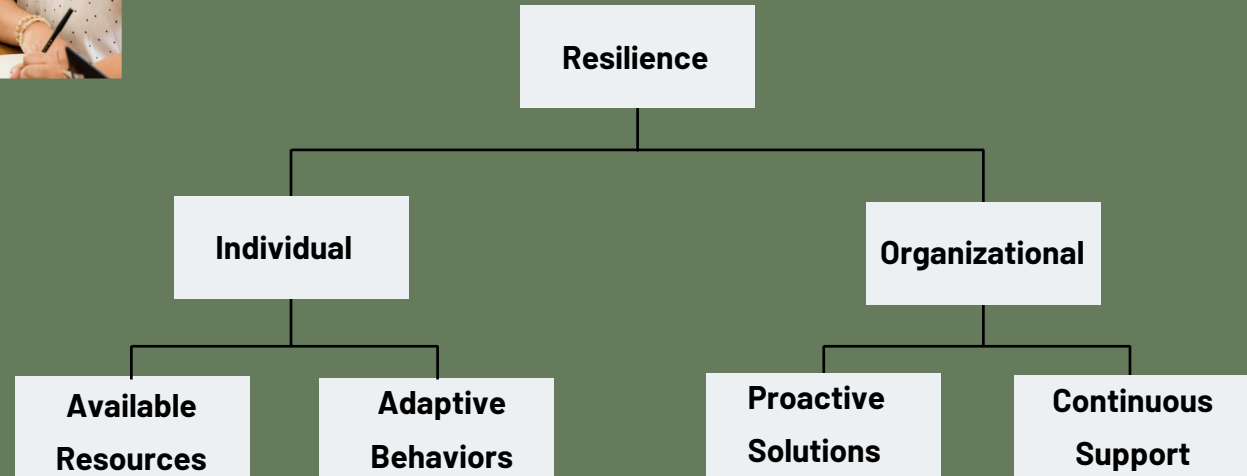 Resilience
Individual
Organizational
Available
Resources
Adaptive
Behaviors
Proactive
Solutions
Continuous
Support